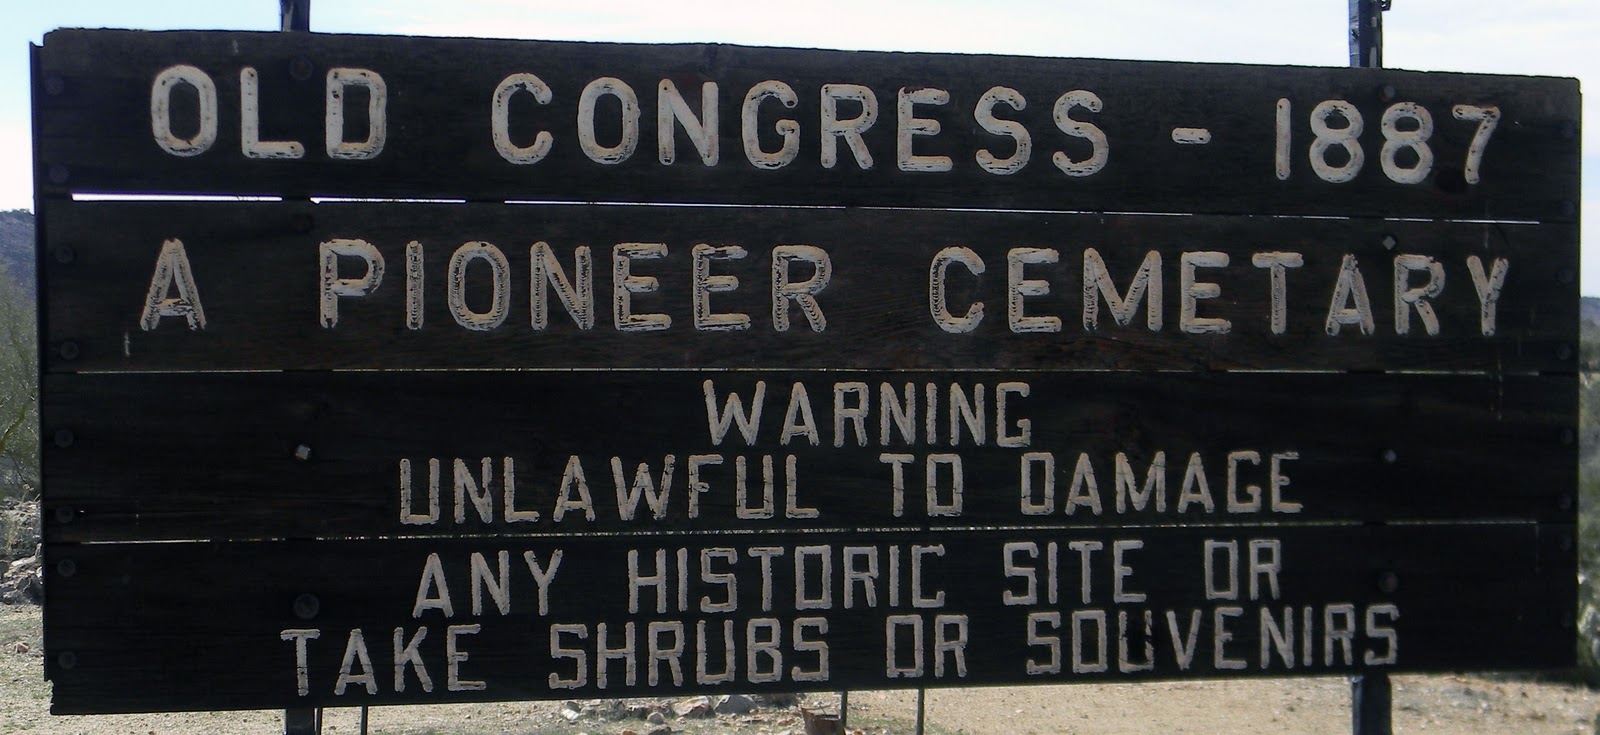 OLD CONGRESS - 1887
A PIONEER CEMETARY
WARNING
UNLAWFUL TO DAMAGE
ANY HISTORIC SITE OR
TAKE SHRUBS OR SOUVENIRS